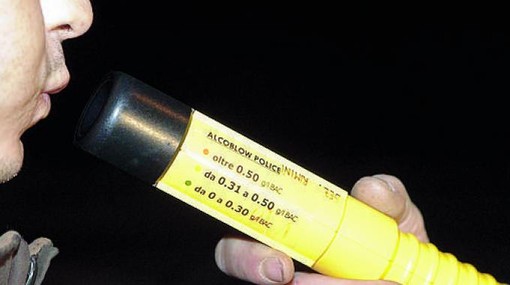 ALCOBLOW POLICE
oltre 0.50 g/l BAC
da 0.31 a 0.50 g/l BAC
da 0 a 0.30 g/l BAC